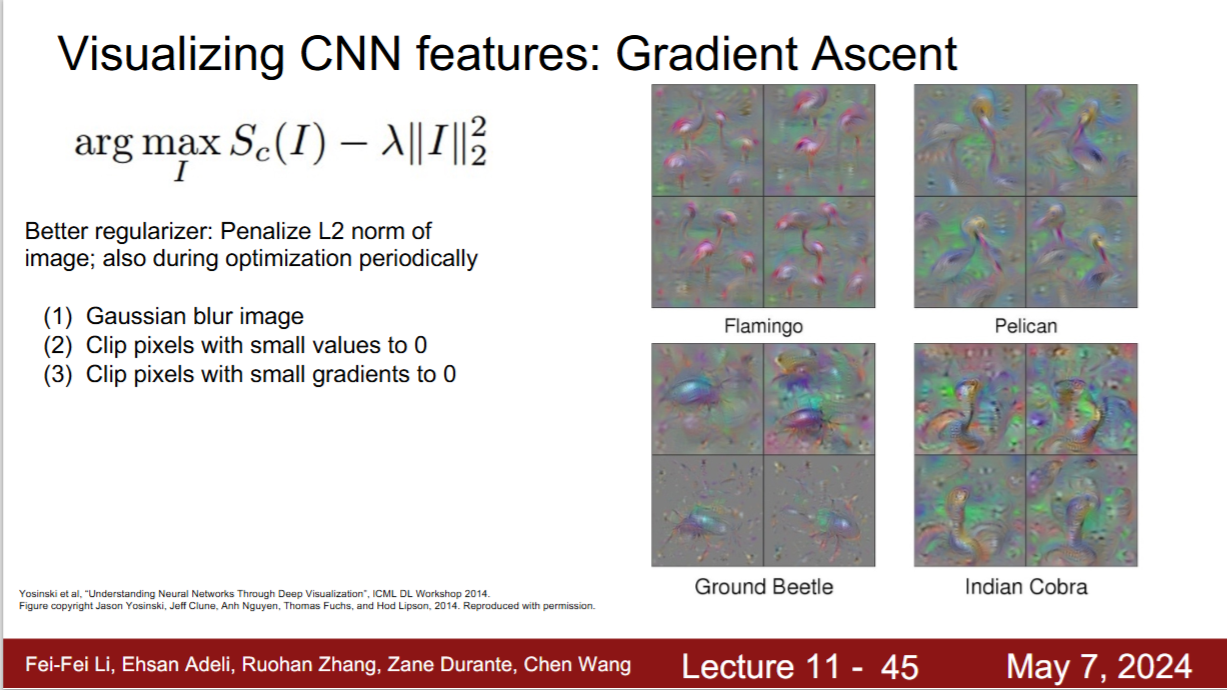 Visualizing CNN features: Gradient Ascent
arg max S_c(I) − λ‖I‖₂²
I
Better regularizer: Penalize L2 norm of
image; also during optimization periodically
(1) Gaussian blur image
(2) Clip pixels with small values to 0
(3) Clip pixels with small gradients to 0
Flamingo
Pelican
Ground Beetle
Indian Cobra
Yosinski et al, “Understanding Neural Networks Through Deep Visualization”, ICML DL Workshop 2014.
Figure copyright Jason Yosinski, Jeff Clune, Anh Nguyen, Thomas Fuchs, and Hod Lipson, 2014. Reproduced with permission.
Fei-Fei Li, Ehsan Adeli, Ruohan Zhang, Zane Durante, Chen Wang
Lecture 11 - 45
May 7, 2024